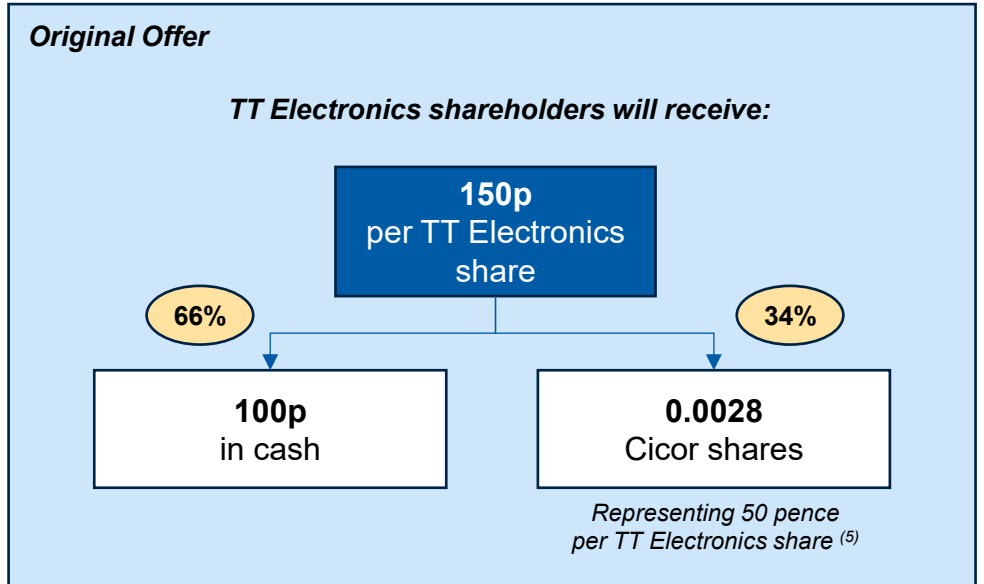 Original Offer
TT Electronics shareholders will receive:
150p
per TT Electronics
share
66%
34%
100p
in cash
0.0028
Cicor shares
Representing 50 pence
per TT Electronics share (5)